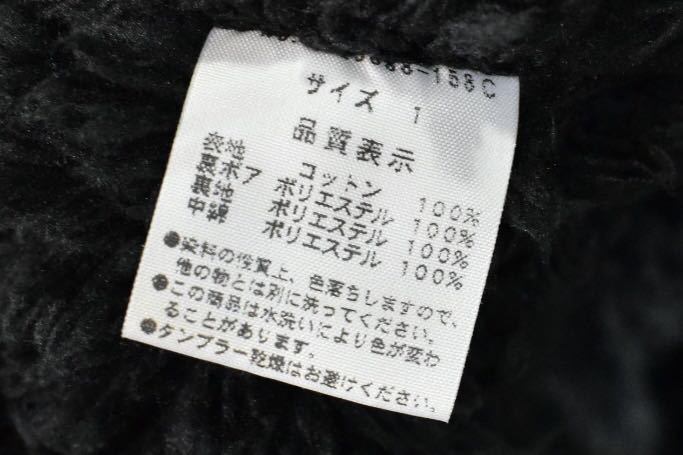 8888-158C
サイズ 1
品質表示
表地 コットン 100%
裏ボア ポリエステル 100%
裏地 ポリエステル 100%
中綿 ポリエステル 100%
●染料の性質上、色落ちしますので、
他の物とは別に洗ってください。
●この商品は水洗いにより色が変わ
ることがあります。
●タンブラー乾燥はお避けください。